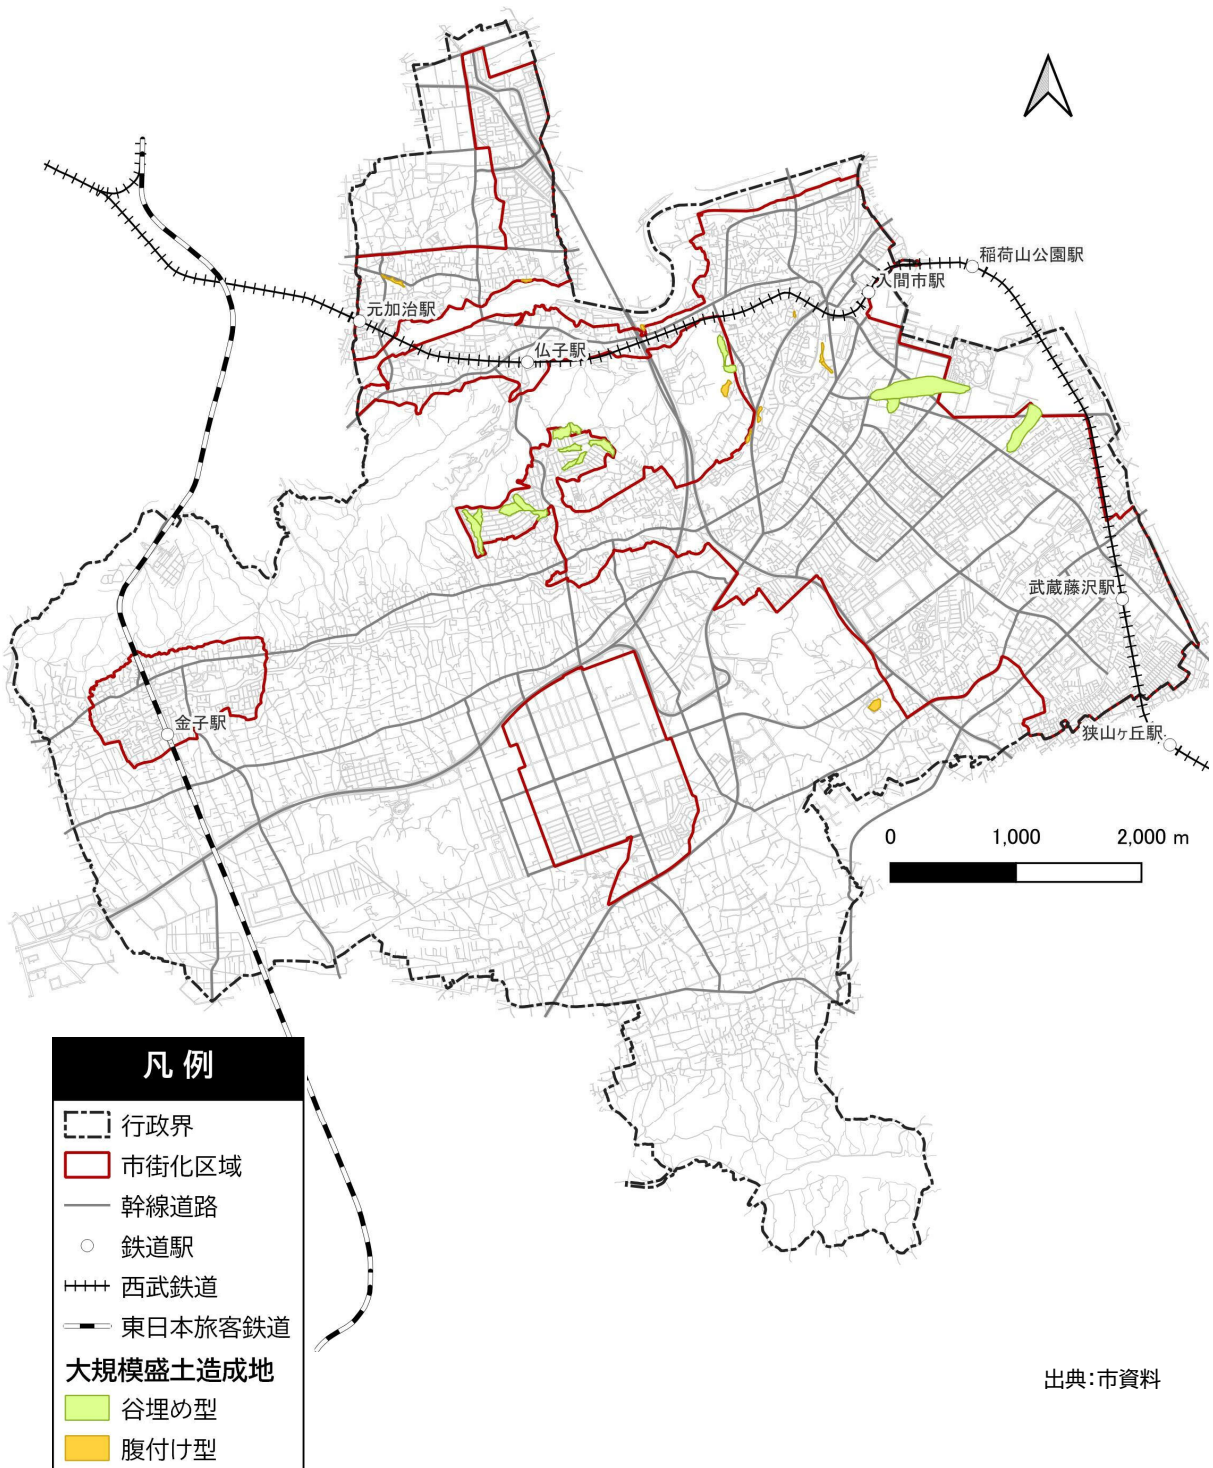 稲荷山公園駅
入間市駅
元加治駅
仏子駅
武蔵藤沢駅
金子駅
狭山ヶ丘駅
0 1,000 2,000 m
凡 例
行政界
市街化区域
幹線道路
鉄道駅
西武鉄道
東日本旅客鉄道
大規模盛土造成地
谷埋め型
腹付け型
出典：市資料